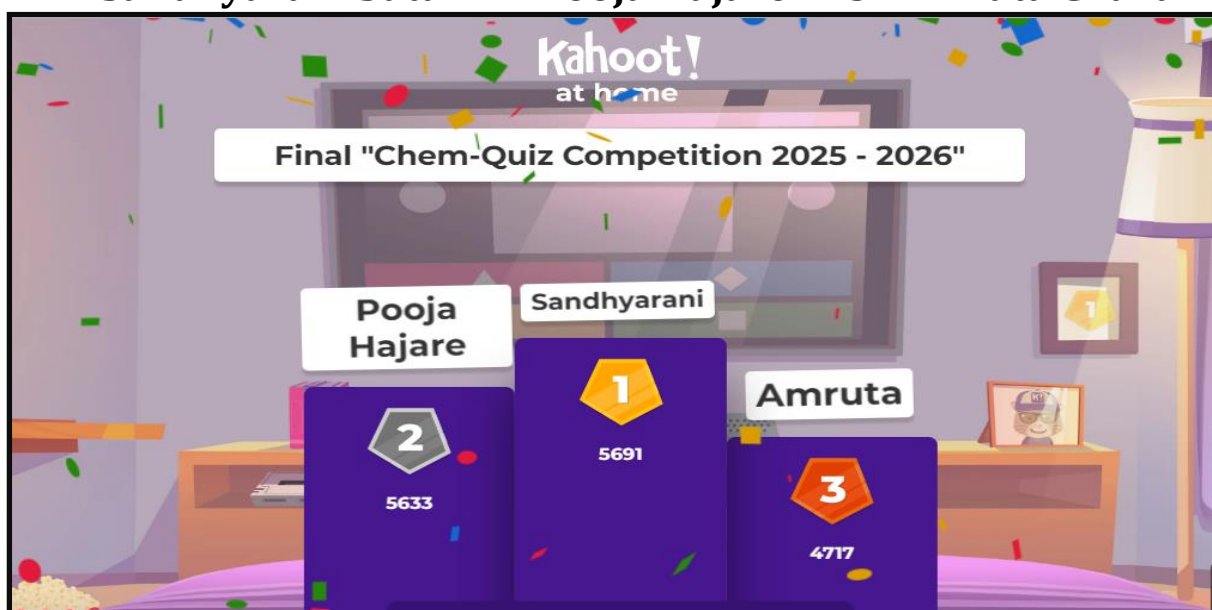 Kahoot!
at home
Final "Chem-Quiz Competition 2025 - 2026"
Pooja
Hajare
Sandhyarani
Amruta
1
2
3
5691
5633
4717
1